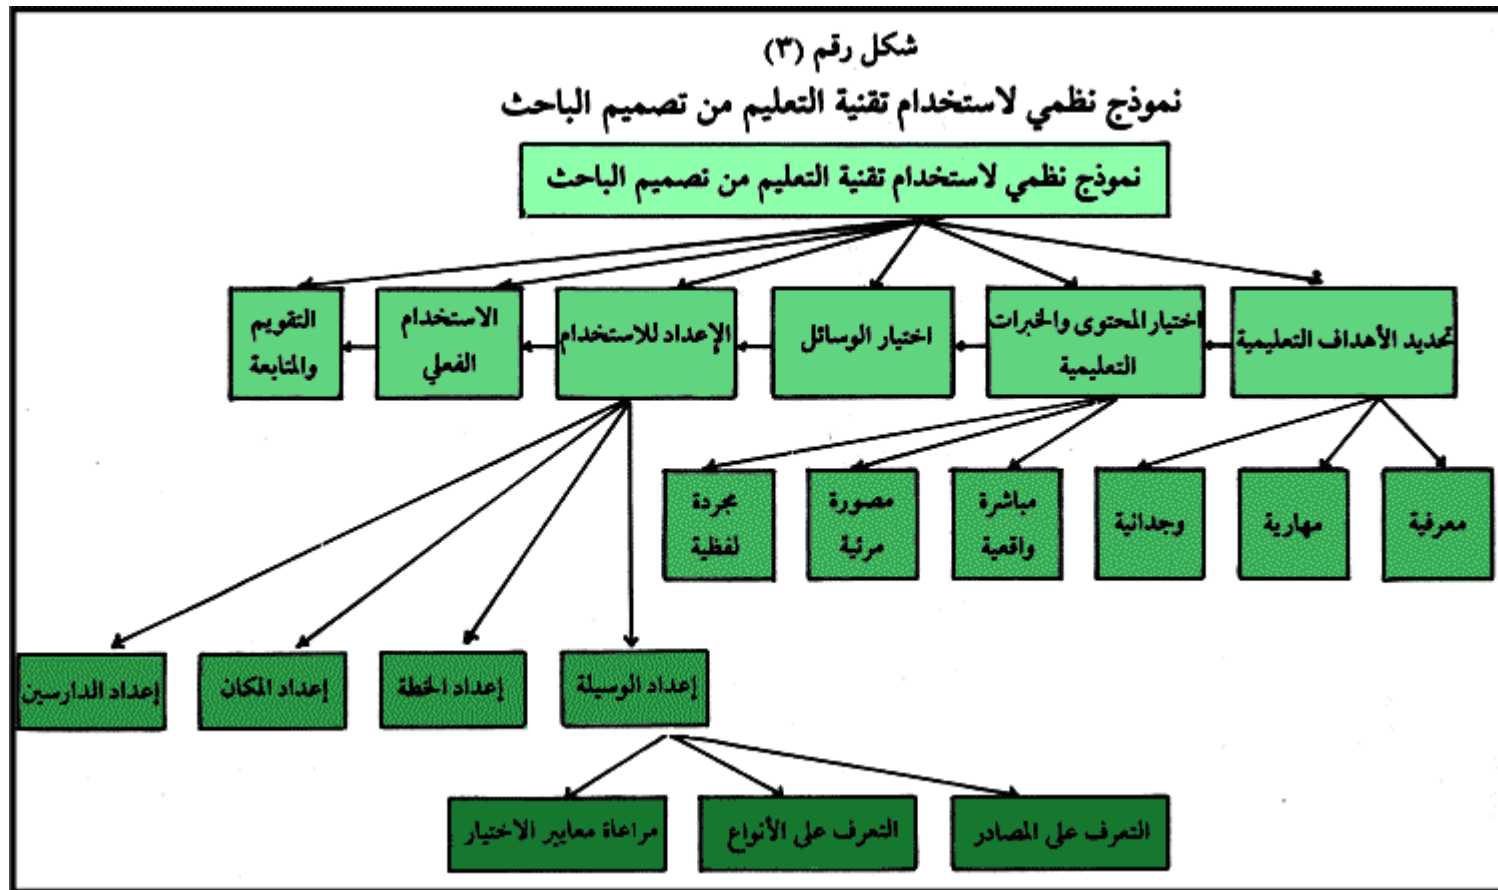 شكل رقم (٣)
نموذج نظمي لاستخدام تقنية التعليم من تصميم الباحث
نموذج نظمي لاستخدام تقنية التعليم من تصميم الباحث
تحديد الأهداف التعليمية
اختيار المحتوى والخبرات
التعليمية
اختيار الوسائل
الإعداد للاستخدام
الاستخدام
الفعلي
التقويم
والمتابعة
معرفية
مهارية
وجدانية
مباشرة
واقعية
مصورة
مرئية
مجردة
لفظية
إعداد الوسيلة
إعداد الخطة
إعداد المكان
إعداد الدارسين
التعرف على المصادر
التعرف على الأنواع
مراعاة معايير الاختيار